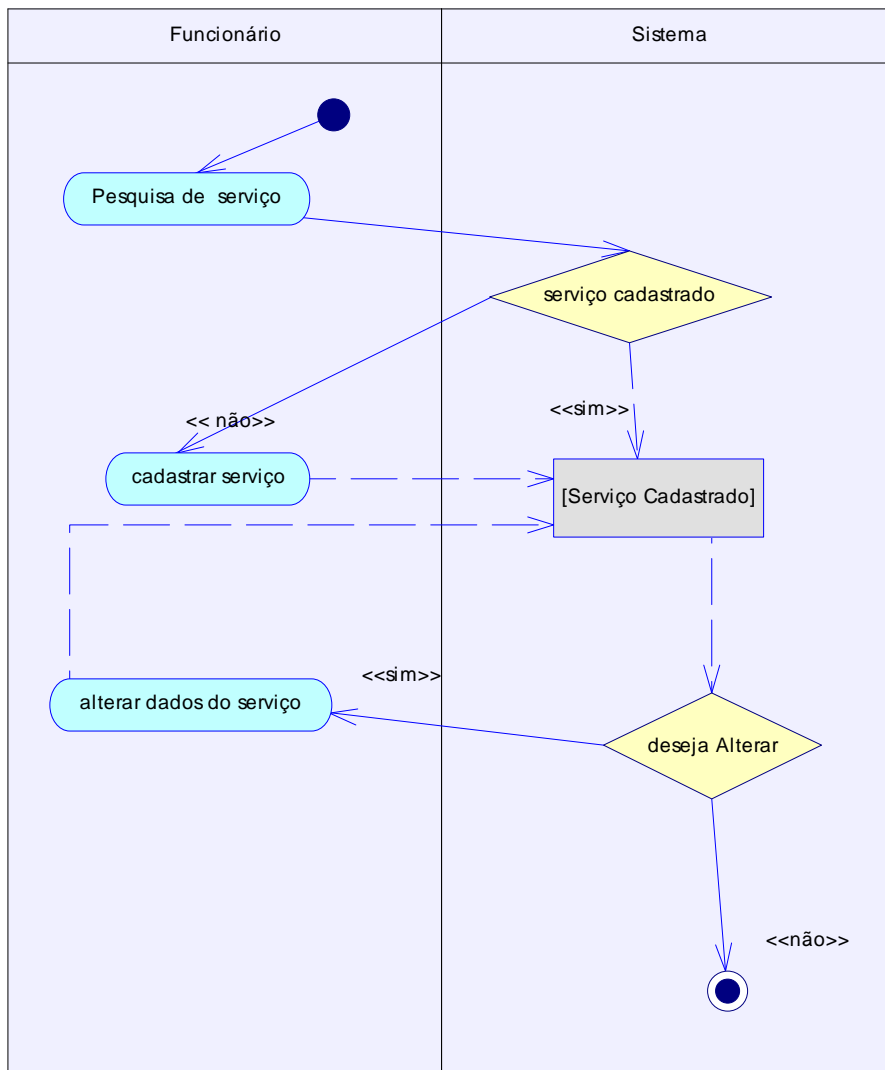 Funcionário
Sistema
Pesquisa de serviço
serviço cadastrado
<<sim>>
<< não>>
cadastrar serviço
[Serviço Cadastrado]
<<sim>>
alterar dados do serviço
deseja Alterar
<<não>>